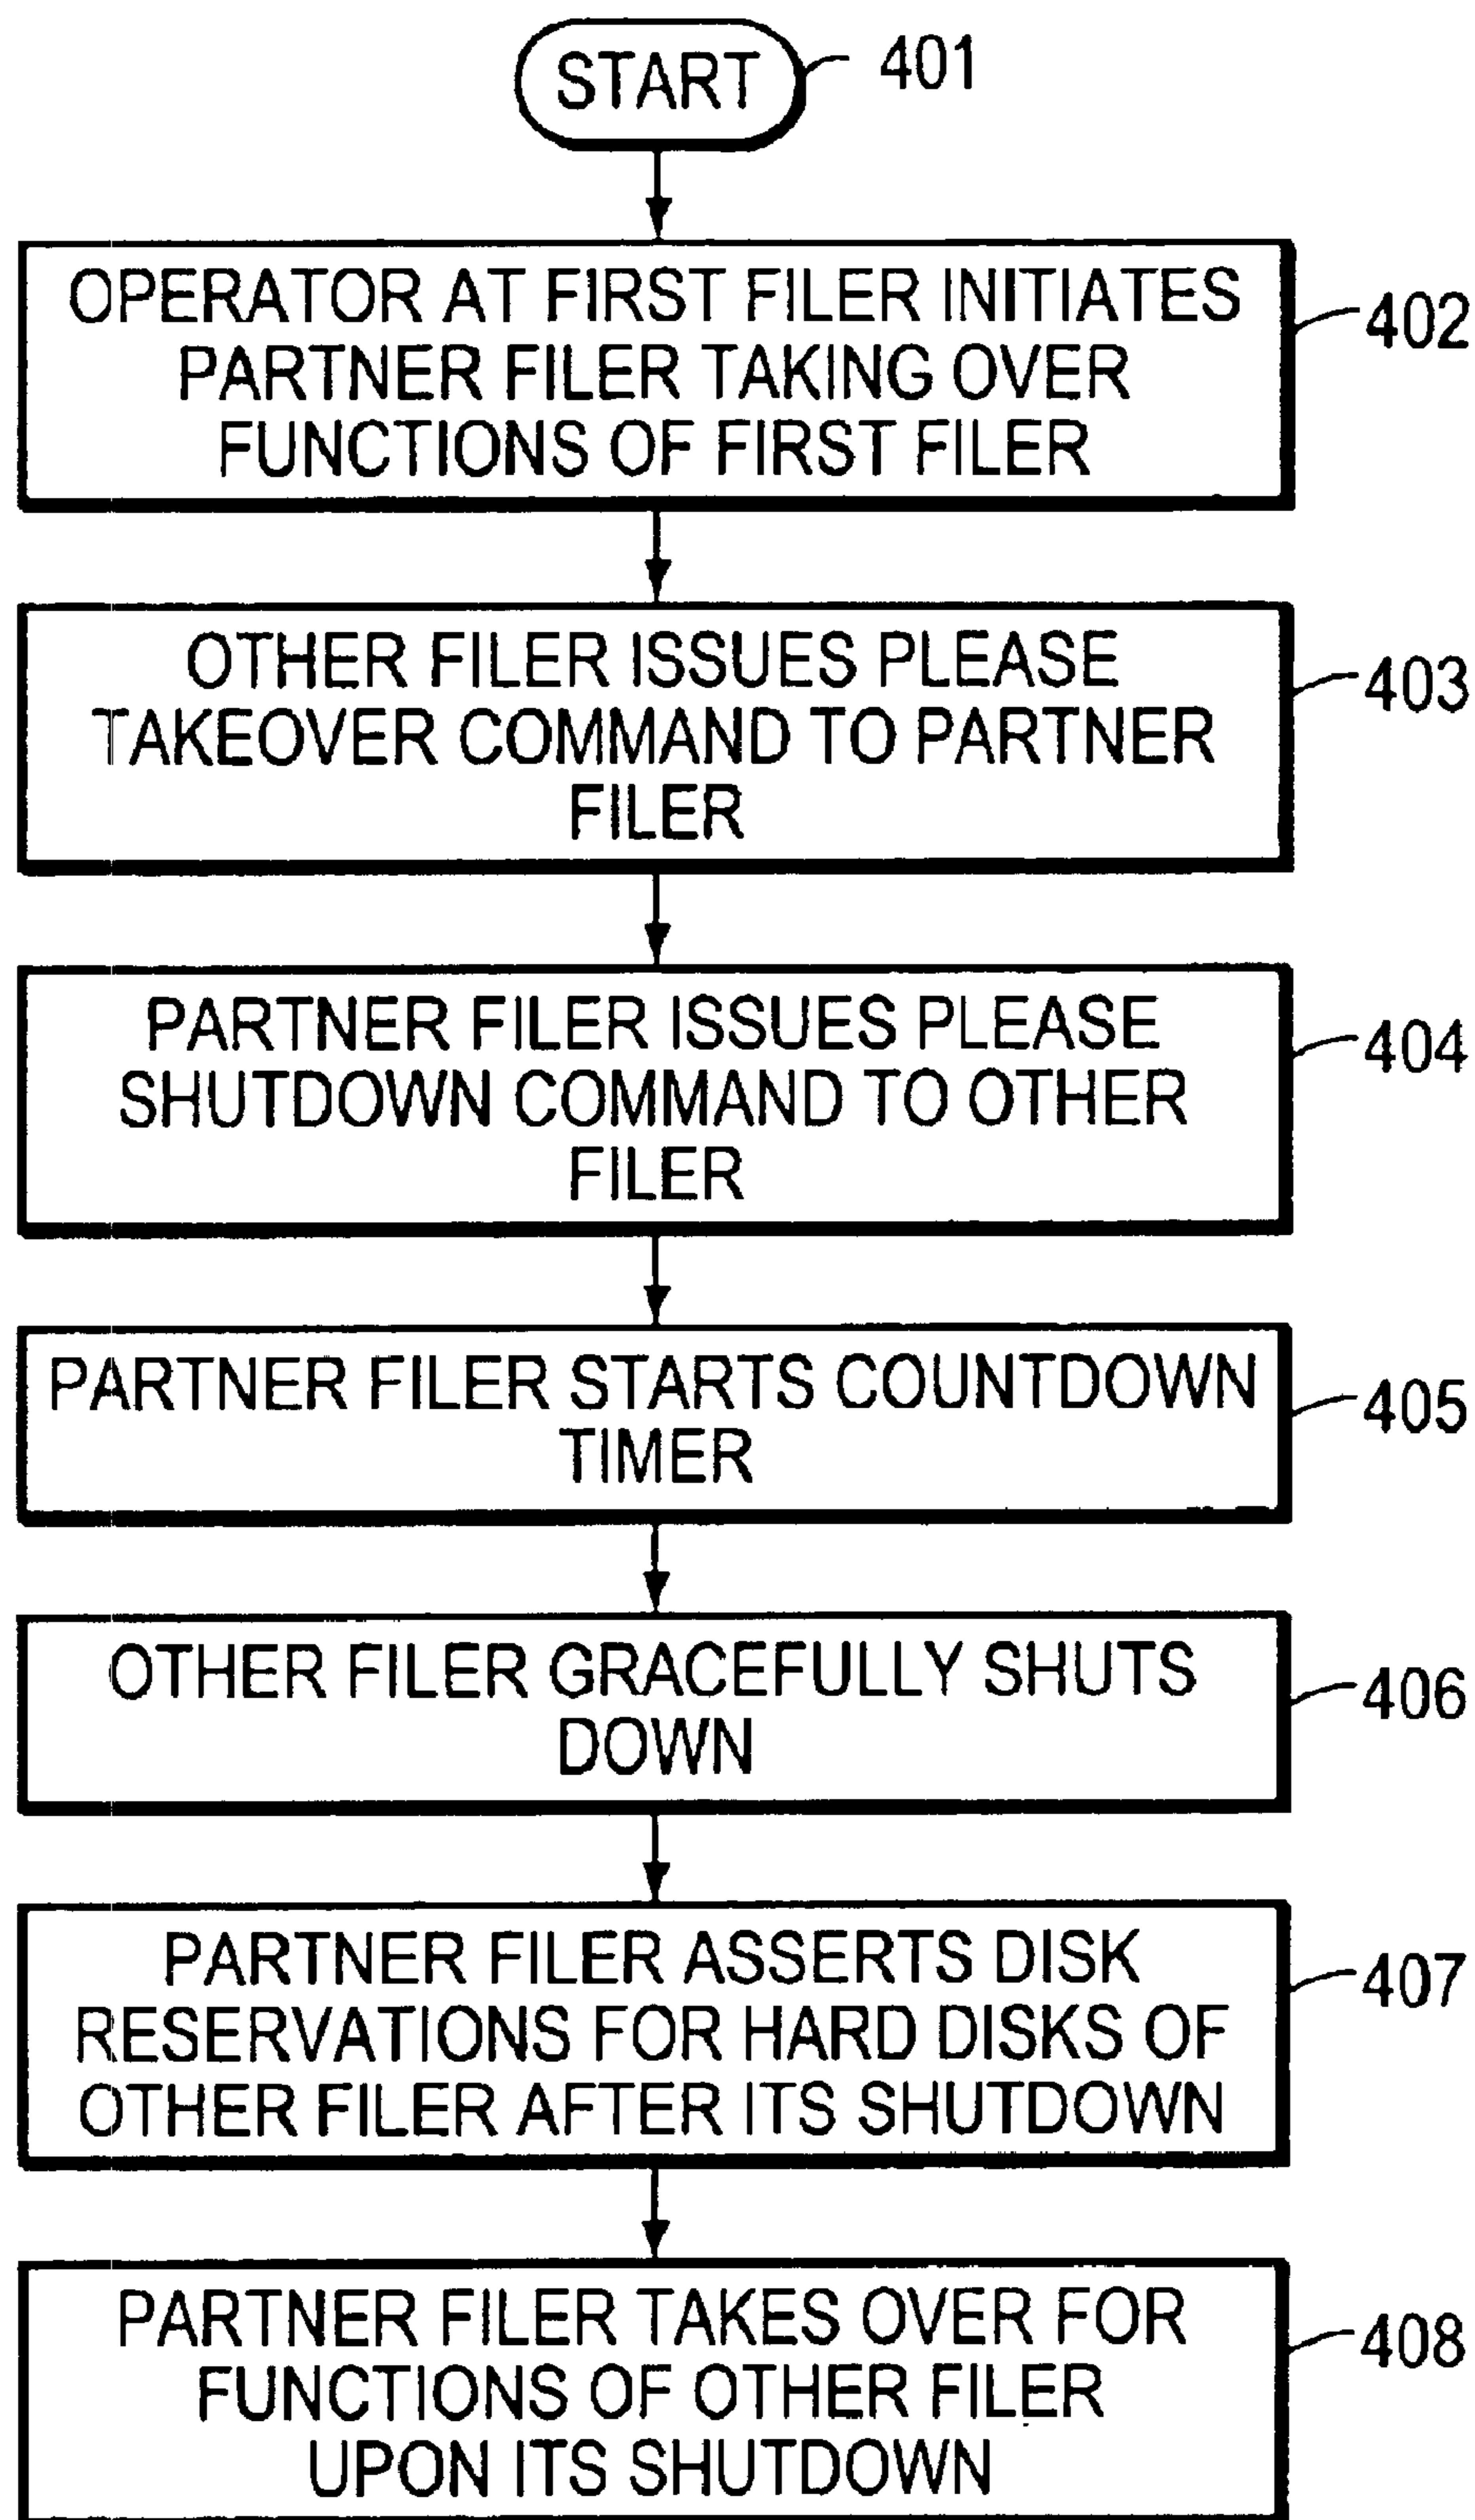 START
401
OPERATOR AT FIRST FILER INITIATES
PARTNER FILER TAKING OVER
FUNCTIONS OF FIRST FILER
402
OTHER FILER ISSUES PLEASE
TAKEOVER COMMAND TO PARTNER
FILER
403
PARTNER FILER ISSUES PLEASE
SHUTDOWN COMMAND TO OTHER
FILER
404
PARTNER FILER STARTS COUNTDOWN
TIMER
405
OTHER FILER GRACEFULLY SHUTS
DOWN
406
PARTNER FILER ASSERTS DISK
RESERVATIONS FOR HARD DISKS OF
OTHER FILER AFTER ITS SHUTDOWN
407
PARTNER FILER TAKES OVER FOR
FUNCTIONS OF OTHER FILER
UPON ITS SHUTDOWN
408